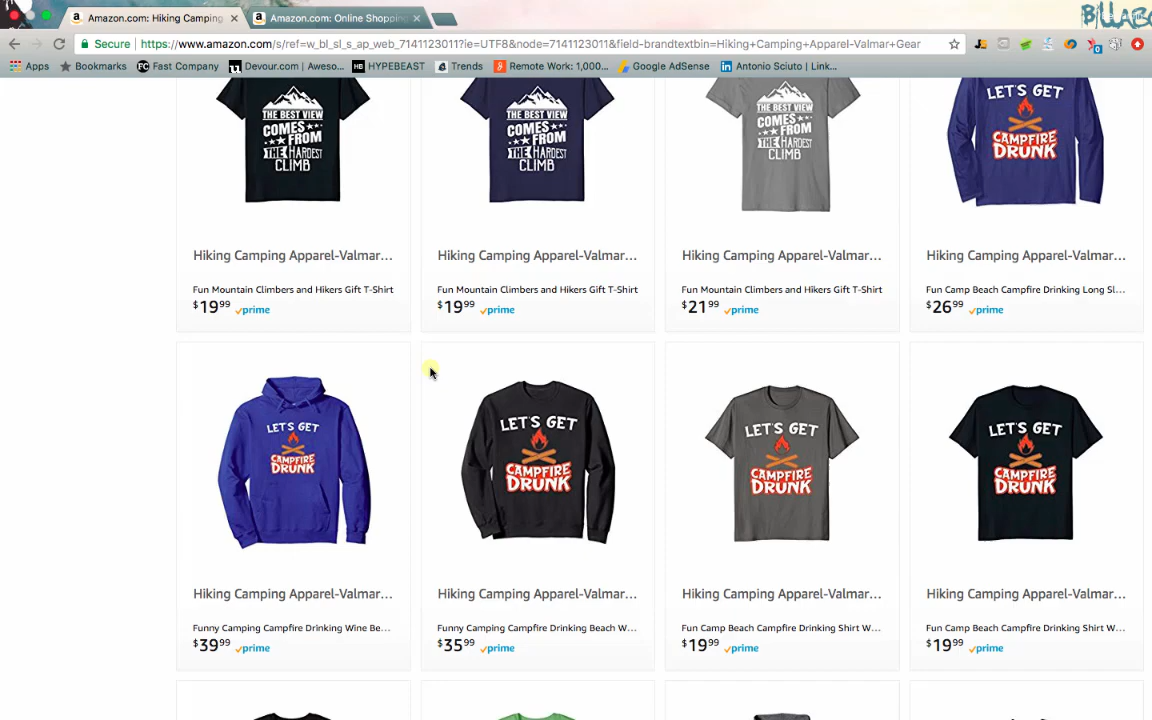 Amazon.com: Hiking Camping
Amazon.com: Online Shopping
Secure
https://www.amazon.com/s/ref=w_bl_sl_s_ap_web_7141123011?ie=UTF8&node=7141123011&field-brandtextbin=Hiking+Camping+Apparel-Valmar+Gear
Apps
Bookmarks
FC Fast Company
Devour.com | Aweso...
HB HYPEBEAST
Trends
Remote Work: 1,000...
Google AdSense
in Antonio Sciuto | Link...
THE BEST VIEW
COMES
FROM
THE HARDEST
CLIMB
THE BEST VIEW
COMES
FROM
THE HARDEST
CLIMB
THE BEST VIEW
COMES
FROM
THE HARDEST
CLIMB
LET'S GET
CAMPFIRE
DRUNK
Hiking Camping Apparel-Valmar...
Hiking Camping Apparel-Valmar...
Hiking Camping Apparel-Valmar...
Hiking Camping Apparel-Valmar...
Fun Mountain Climbers and Hikers Gift T-Shirt
Fun Mountain Climbers and Hikers Gift T-Shirt
Fun Mountain Climbers and Hikers Gift T-Shirt
Fun Camp Beach Campfire Drinking Long Sl...
$19.99 prime
$19.99 prime
$21.99 prime
$26.99 prime
LET'S GET
CAMPFIRE
DRUNK
LET'S GET
CAMPFIRE
DRUNK
LET'S GET
CAMPFIRE
DRUNK
LET'S GET
CAMPFIRE
DRUNK
Hiking Camping Apparel-Valmar...
Hiking Camping Apparel-Valmar...
Hiking Camping Apparel-Valmar...
Hiking Camping Apparel-Valmar...
Funny Camping Campfire Drinking Wine Be...
Funny Camping Campfire Drinking Beach W...
Fun Camp Beach Campfire Drinking Shirt W...
Fun Camp Beach Campfire Drinking Shirt W...
$39.99 prime
$35.99 prime
$19.99 prime
$19.99 prime